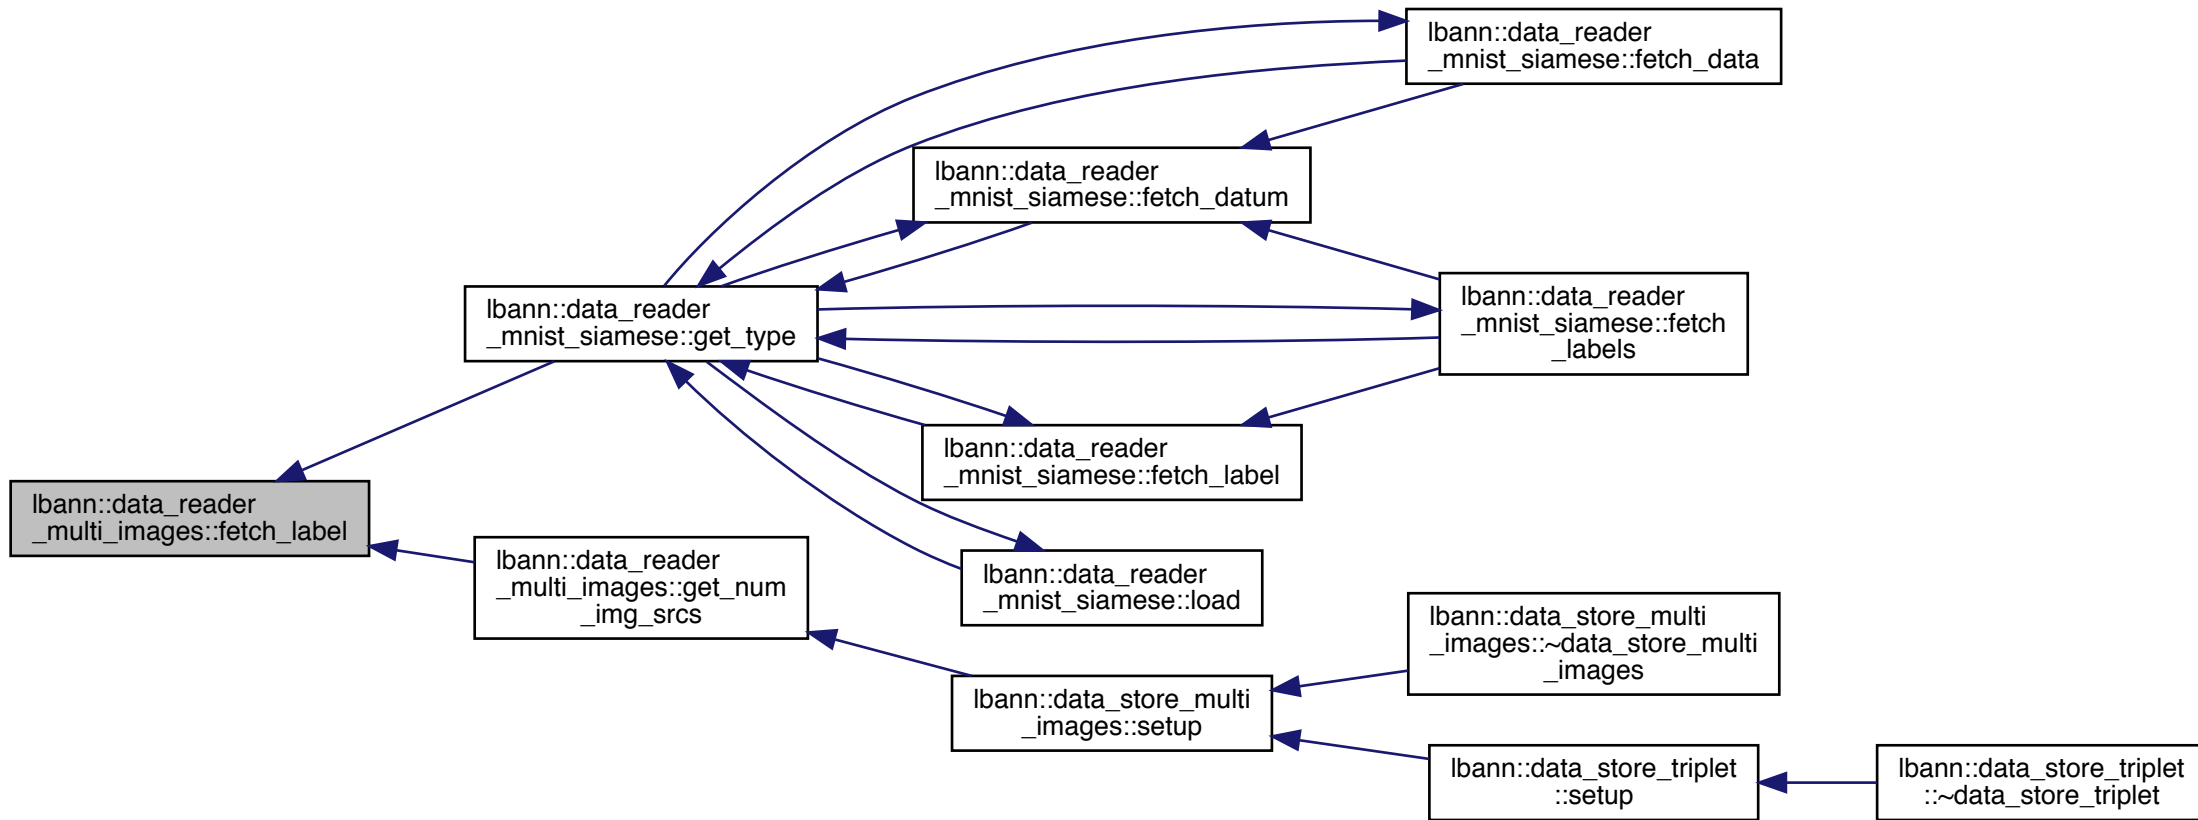 lbann::data_reader
_mnist_siamese::fetch_data
lbann::data_reader
_mnist_siamese::fetch_datum
lbann::data_reader
_mnist_siamese::get_type
lbann::data_reader
_mnist_siamese::fetch
_labels
lbann::data_reader
_mnist_siamese::fetch_label
lbann::data_reader
_multi_images::fetch_label
lbann::data_reader
_multi_images::get_num
_img_srcs
lbann::data_reader
_mnist_siamese::load
lbann::data_store_multi
_images::~data_store_multi
_images
lbann::data_store_multi
_images::setup
lbann::data_store_triplet
::setup
lbann::data_store_triplet
::~data_store_triplet